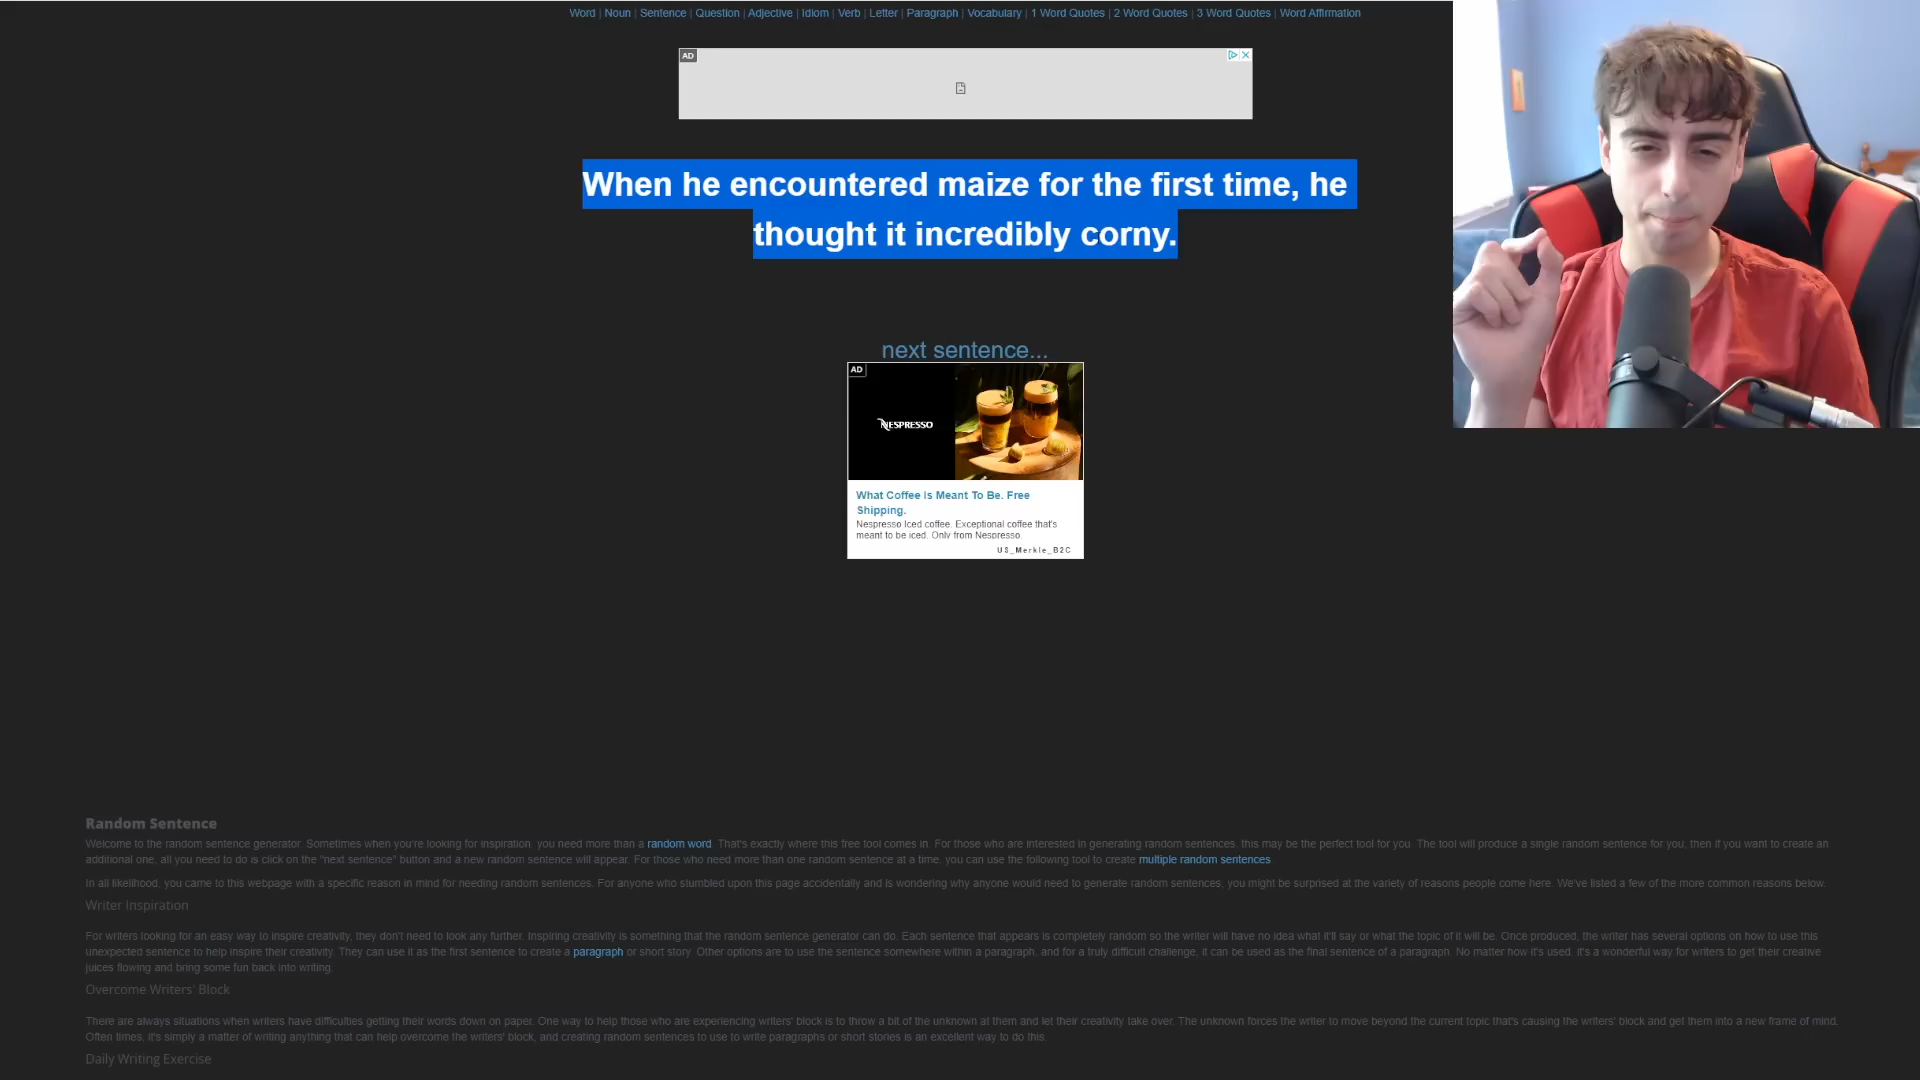 Word | Noun | Sentence | Question | Adjective | Idiom | Verb | Letter | Paragraph | Vocabulary | 1 Word Quotes | 2 Word Quotes | 3 Word Quotes | Word Affirmation
AD
When he encountered maize for the first time, he
thought it incredibly corny.
next sentence...
AD
NESPRESSO
What Coffee Is Meant To Be. Free
Shipping.
Nespresso Iced coffee. Exceptional coffee that's
meant to be iced. Only from Nespresso.
US_Merkle_B2C
Random Sentence
Welcome to the random sentence generator. Sometimes when you're looking for inspiration, you need more than a random word. That's exactly where this free tool comes in. For those who are interested in generating random sentences, this may be the perfect tool for you. The tool will produce a single random sentence for you, then if you want to create an
additional one, all you need to do is click on the "next sentence" button and a new random sentence will appear. For those who need more than one random sentence at a time, you can use the following tool to create multiple random sentences.
In all likelihood, you came to this webpage with a specific reason in mind for needing random sentences. For anyone who stumbled upon this page accidentally and is wondering why anyone would need to generate random sentences, you might be surprised at the variety of reasons people come here. We've listed a few of the more common reasons below.
Writer Inspiration
For writers looking for an easy way to inspire creativity, they don't need to look any further. Inspiring creativity is something that the random sentence generator can do. Each sentence that appears is completely random so the writer will have no idea what it'll say or what the topic of it will be. Once produced, the writer has several options on how to use this
unexpected sentence to help inspire their creativity. They can use it as the first sentence to create a paragraph or short story. Other options are to use the sentence somewhere within a paragraph, and for a truly difficult challenge, it can be used as the final sentence of a paragraph. No matter how it's used, it's a wonderful way for writers to get their creative
juices flowing and bring some fun back into writing.
Overcome Writers' Block
There are always situations when writers have difficulties getting their words down on paper. One way to help those who are experiencing writers' block is to throw a bit of the unknown at them and let their creativity take over. The unknown forces the writer to move beyond the current topic that's causing the writers' block and get them into a new frame of mind.
Often times, it's simply a matter of writing anything that can help overcome the writers' block, and creating random sentences to use to write paragraphs or short stories is an excellent way to do this.
Daily Writing Exercise